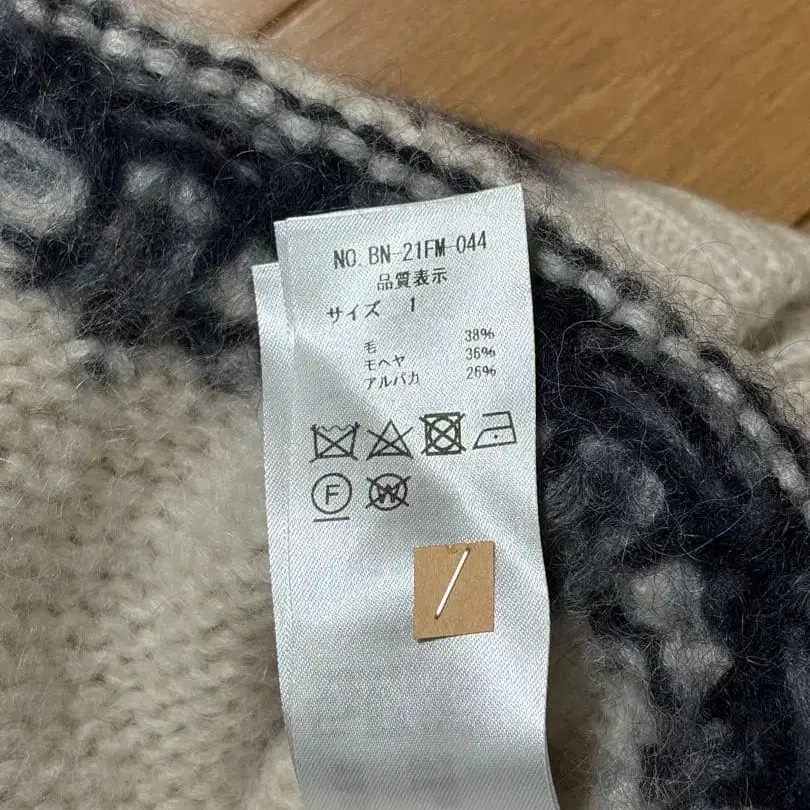 NO. BN-21FM-044
品質表示
サイズ 1
毛 38%
モヘヤ 36%
アルパカ 26%
F W